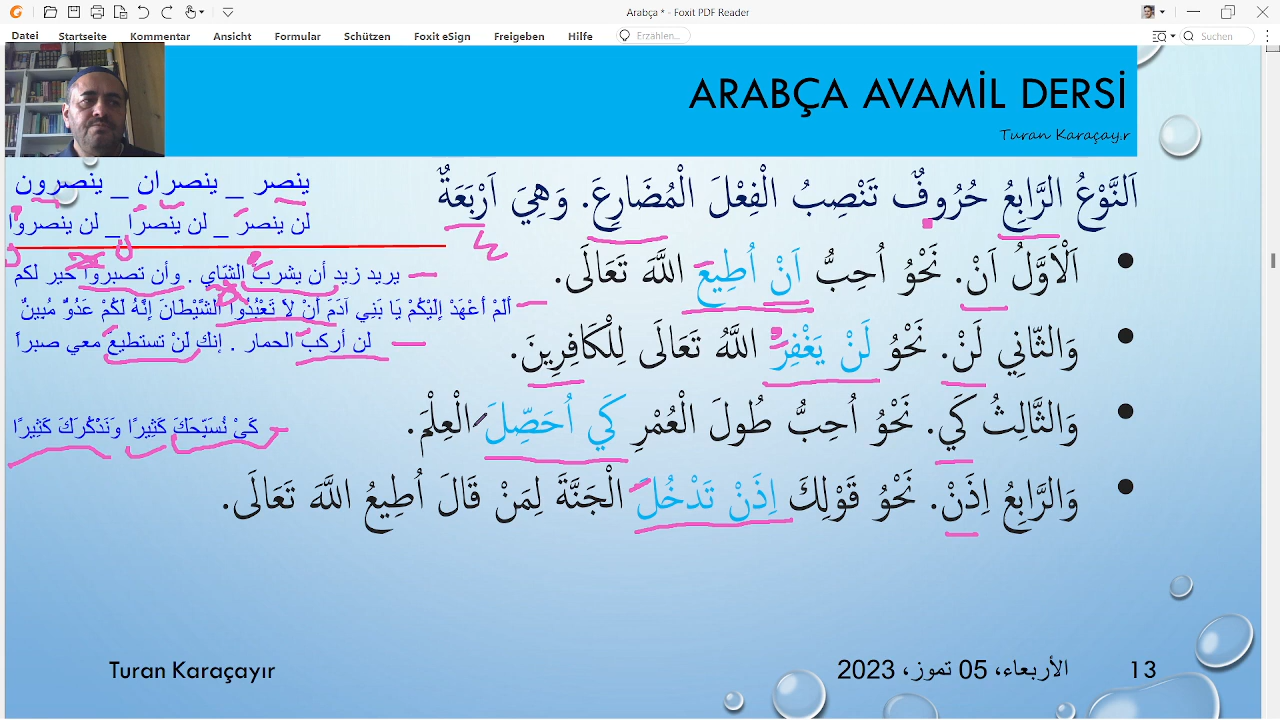 Arabça * - Foxit PDF Reader
Datei Startseite Kommentar Ansicht Formular Schützen Foxit eSign Freigeben Hilfe Erzählen... Suchen
ARABÇA AVAMİL DERSİ
Turan Karaçayır
اَلنَّوْعُ الرَّابِعُ حُرُوفٌ تَنْصِبُ الْفِعْلَ الْمُضَارِعَ. وَهِيَ اَرْبَعَةٌ
• اَلْاَوَّلُ اَنْ. نَحْوُ اُحِبُّ اَنْ اُطِيعَ اللَّهَ تَعَالَى.
• وَالثَّانِي لَنْ. نَحْوُ لَنْ يَغْفِرَ اللَّهُ تَعَالَى لِلْكَافِرِينَ.
• وَالثَّالِثُ كَيْ. نَحْوُ اُحِبُّ طُولَ الْعُمْرِ كَيْ اُحَصِّلَ الْعِلْمَ.
• وَالرَّابِعُ اِذَنْ. نَحْوُ قَوْلِكَ اِذَنْ تَدْخُلَ الْجَنَّةَ لِمَنْ قَالَ اُطِيعُ اللَّهَ تَعَالَى.
ينصر _ ينصران _ ينصرون
لن ينصرَ _ لن ينصرا _ لن ينصروا
يريد زيد أن يشربَ الشاي . وأن تصبروا خير لكم
أَلَمْ أَعْهَدْ إِلَيْكُمْ يَا بَنِي آدَمَ أَنْ لَا تَعْبُدُوا الشَّيْطَانَ إِنَّهُ لَكُمْ عَدُوٌّ مُبِينٌ
لن أركبَ الحمار . إنك لَنْ تستطيعَ معي صبراً
كَيْ نُسَبِّحَكَ كَثِيرًا وَنَذْكُرَكَ كَثِيرًا
Turan Karaçayır
الأربعاء، 05 تموز، 2023
13